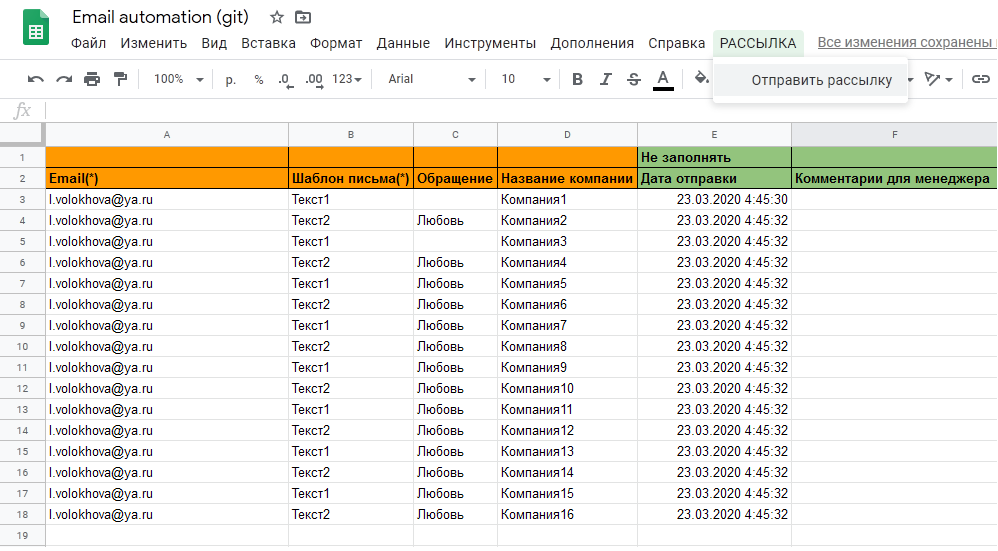 Email automation (git)
Файл Изменить Вид Вставка Формат Данные Инструменты Дополнения Справка РАССЫЛКА Все изменения сохранены
100% р. % .0 .00 123 Arial 10 B I S A Отправить рассылку
fx
A B C D E F
1 Не заполнять
2 Email(*) Шаблон письма(*) Обращение Название компании Дата отправки Комментарии для менеджера
3 l.volokhova@ya.ru Текст1 Компания1 23.03.2020 4:45:30
4 l.volokhova@ya.ru Текст2 Любовь Компания2 23.03.2020 4:45:32
5 l.volokhova@ya.ru Текст1 Компания3 23.03.2020 4:45:32
6 l.volokhova@ya.ru Текст2 Любовь Компания4 23.03.2020 4:45:32
7 l.volokhova@ya.ru Текст1 Любовь Компания5 23.03.2020 4:45:32
8 l.volokhova@ya.ru Текст2 Любовь Компания6 23.03.2020 4:45:32
9 l.volokhova@ya.ru Текст1 Любовь Компания7 23.03.2020 4:45:32
10 l.volokhova@ya.ru Текст2 Любовь Компания8 23.03.2020 4:45:32
11 l.volokhova@ya.ru Текст1 Любовь Компания9 23.03.2020 4:45:32
12 l.volokhova@ya.ru Текст2 Любовь Компания10 23.03.2020 4:45:32
13 l.volokhova@ya.ru Текст1 Любовь Компания11 23.03.2020 4:45:32
14 l.volokhova@ya.ru Текст2 Любовь Компания12 23.03.2020 4:45:32
15 l.volokhova@ya.ru Текст1 Любовь Компания13 23.03.2020 4:45:32
16 l.volokhova@ya.ru Текст2 Любовь Компания14 23.03.2020 4:45:32
17 l.volokhova@ya.ru Текст1 Любовь Компания15 23.03.2020 4:45:32
18 l.volokhova@ya.ru Текст2 Любовь Компания16 23.03.2020 4:45:32
19